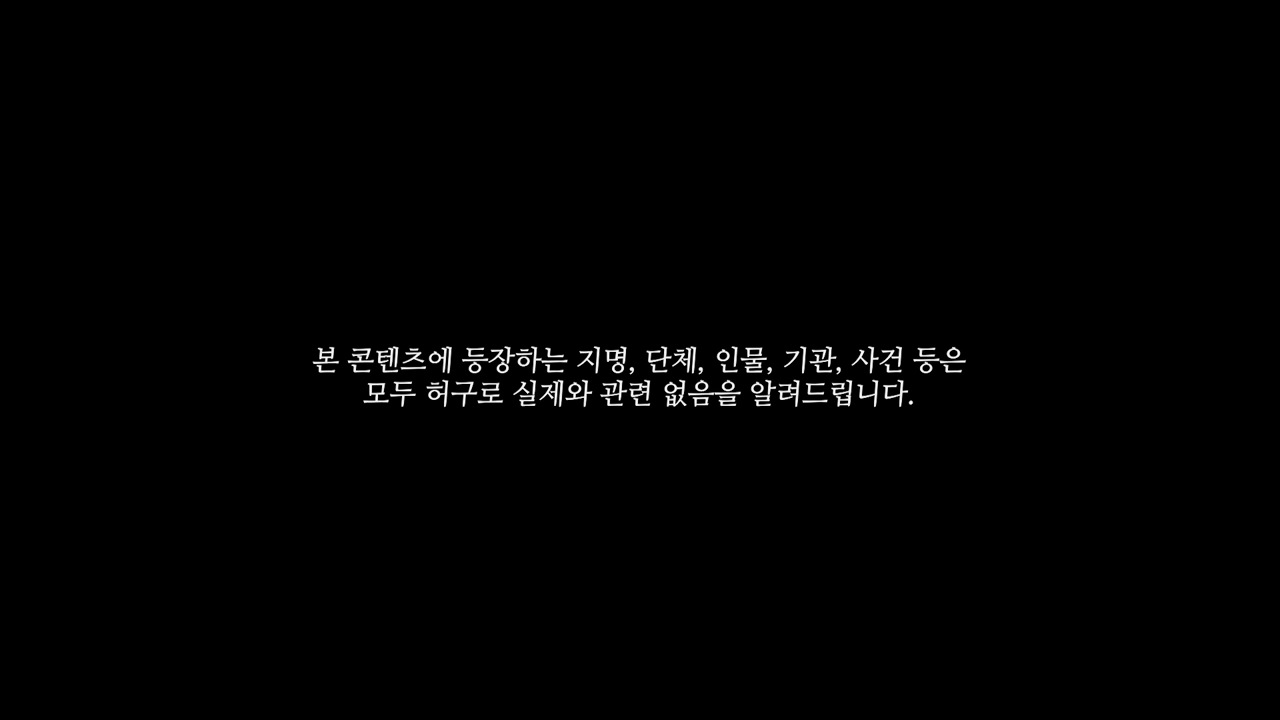 본 콘텐츠에 등장하는 지명, 단체, 인물, 기관, 사건 등은
모두 허구로 실제와 관련 없음을 알려드립니다.